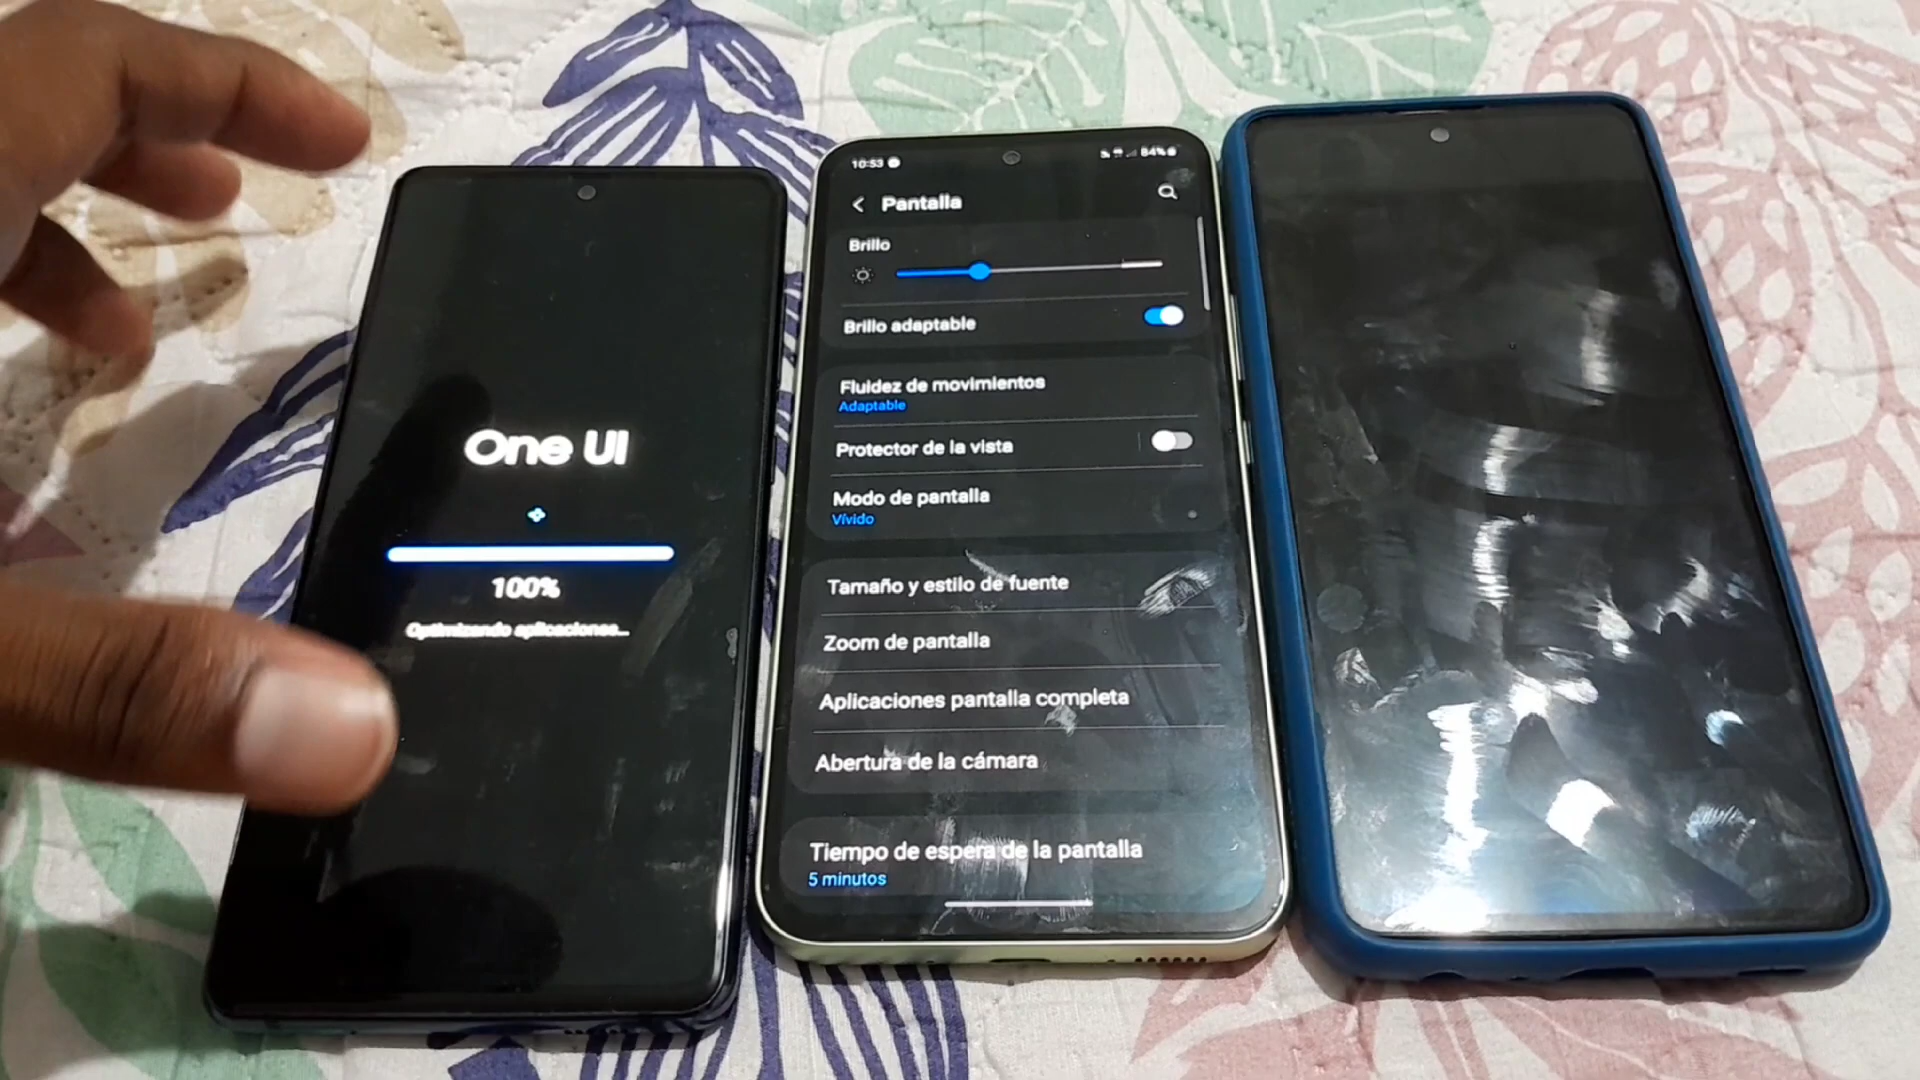 One UI
100%
Optimizando aplicaciones...
10:53
84%
Pantalla
Brillo
Brillo adaptable
Fluidez de movimientos
Adaptable
Protector de la vista
Modo de pantalla
Vívido
Tamaño y estilo de fuente
Zoom de pantalla
Aplicaciones pantalla completa
Abertura de la cámara
Tiempo de espera de la pantalla
5 minutos